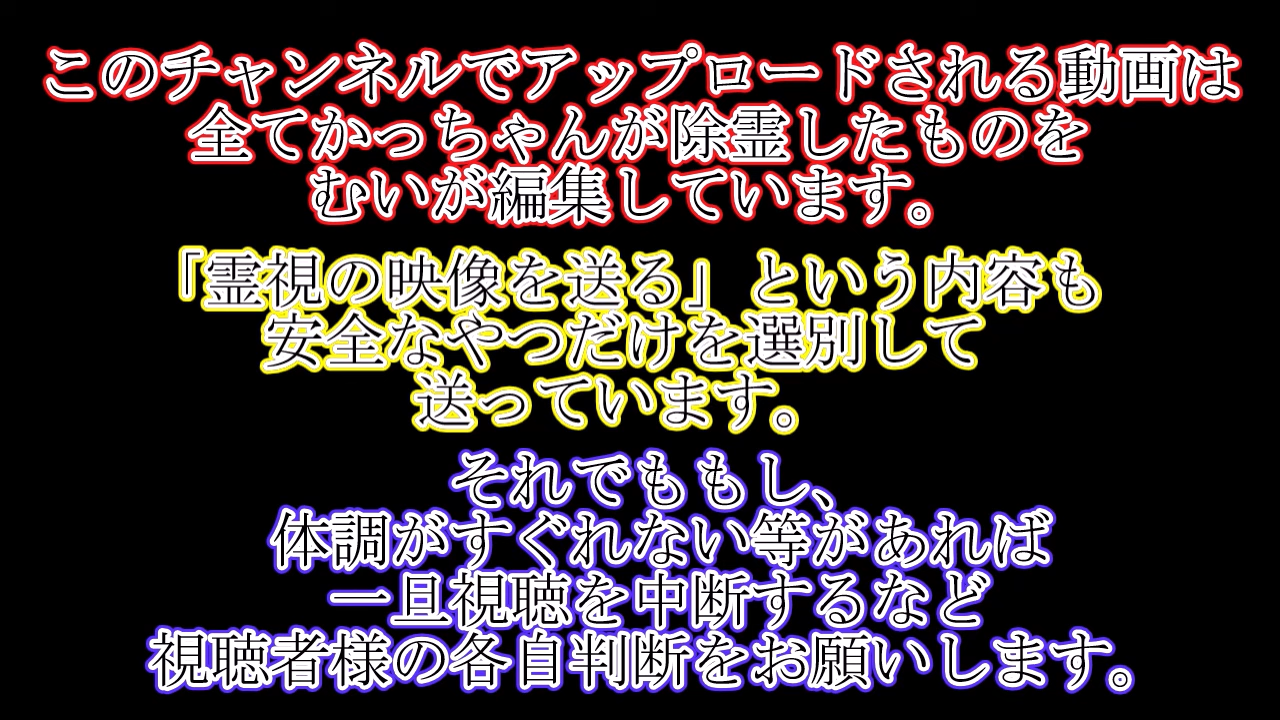 このチャンネルでアップロードされる動画は
全てかっちゃんが除霊したものを
むいが編集しています。
「霊視の映像を送る」という内容も
安全なやつだけを選別して
送っています。
それでももし、
体調がすぐれない等があれば
一旦視聴を中断するなど
視聴者様の各自判断をお願いします。